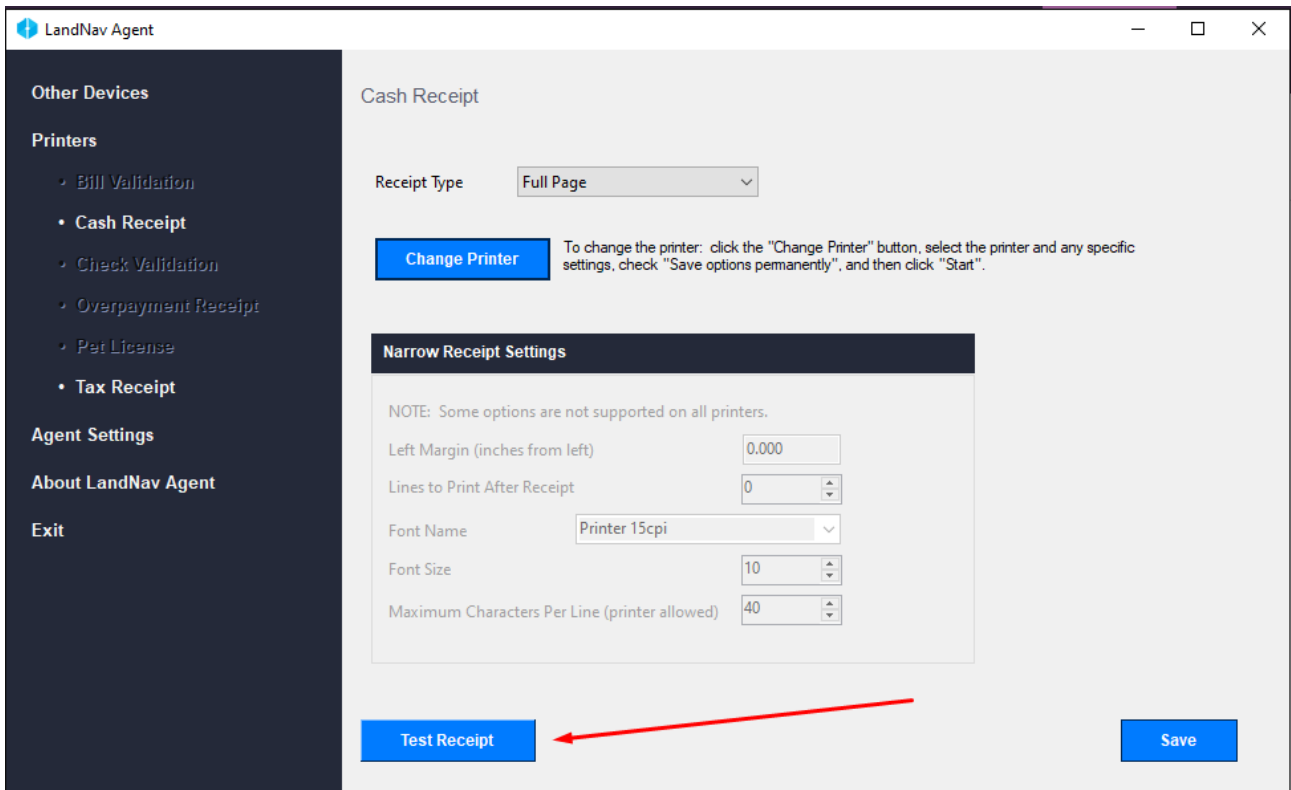 LandNav Agent
Other Devices
Printers
• Bill Validation
• Cash Receipt
• Check Validation
• Overpayment Receipt
• Pet License
• Tax Receipt
Agent Settings
About LandNav Agent
Exit
Cash Receipt
Receipt Type Full Page
Change Printer
To change the printer: click the "Change Printer" button, select the printer and any specific
settings, check "Save options permanently", and then click "Start".
Narrow Receipt Settings
NOTE: Some options are not supported on all printers.
Left Margin (inches from left) 0.000
Lines to Print After Receipt 0
Font Name Printer 15cpi
Font Size 10
Maximum Characters Per Line (printer allowed) 40
Test Receipt
Save